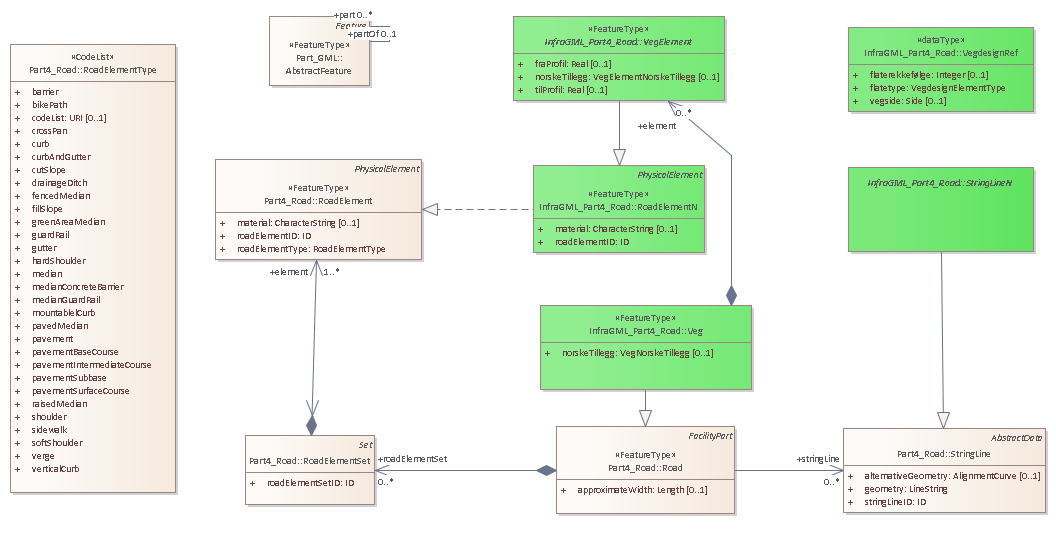 «CodeList»
Part4_Road::RoadElementType
+ barrier
+ bikePath
+ codeList: URI [0..1]
+ crossPan
+ curb
+ curbAndGutter
+ cutSlope
+ drainageDitch
+ fencedMedian
+ fillSlope
+ greenAreaMedian
+ guardRail
+ gutter
+ hardShoulder
+ median
+ medianConcreteBarrier
+ medianGuardRail
+ mountablelCurb
+ pavedMedian
+ pavement
+ pavementBaseCourse
+ pavementIntermediateCourse
+ pavementSubbase
+ pavementSurfaceCourse
+ raisedMedian
+ shoulder
+ sidewalk
+ softShoulder
+ verge
+ verticalCurb
+part 0..*
Feature
+partOf 0..1
«FeatureType»
Part_GML::
AbstractFeature
«FeatureType»
InfraGML_Part4_Road::VegElement
+ fraProfil: Real [0..1]
+ norskeTillegg: VegElementNorskeTillegg [0..1]
+ tilProfil: Real [0..1]
«dataType»
InfraGML_Part4_Road::VegdesignRef
+ flaterekkefølge: Integer [0..1]
+ flatetype: VegdesignElementType
+ vegside: Side [0..1]
0..*
+element
PhysicalElement
«FeatureType»
Part4_Road::RoadElement
+ material: CharacterString [0..1]
+ roadElementID: ID
+ roadElementType: RoadElementType
PhysicalElement
«FeatureType»
InfraGML_Part4_Road::RoadElementN
+ material: CharacterString [0..1]
+ roadElementID: ID
InfraGML_Part4_Road::StringLineN
+element 1..*
«FeatureType»
InfraGML_Part4_Road::Veg
+ norskeTillegg: VegNorskeTillegg [0..1]
Set
Part4_Road::RoadElementSet
+ roadElementSetID: ID
+roadElementSet
0..*
FacilityPart
«FeatureType»
Part4_Road::Road
+ approximateWidth: Length [0..1]
+stringLine
0..*
AbstractData
Part4_Road::StringLine
+ alternativeGeometry: AlignmentCurve [0..1]
+ geometry: LineString
+ stringLineID: ID